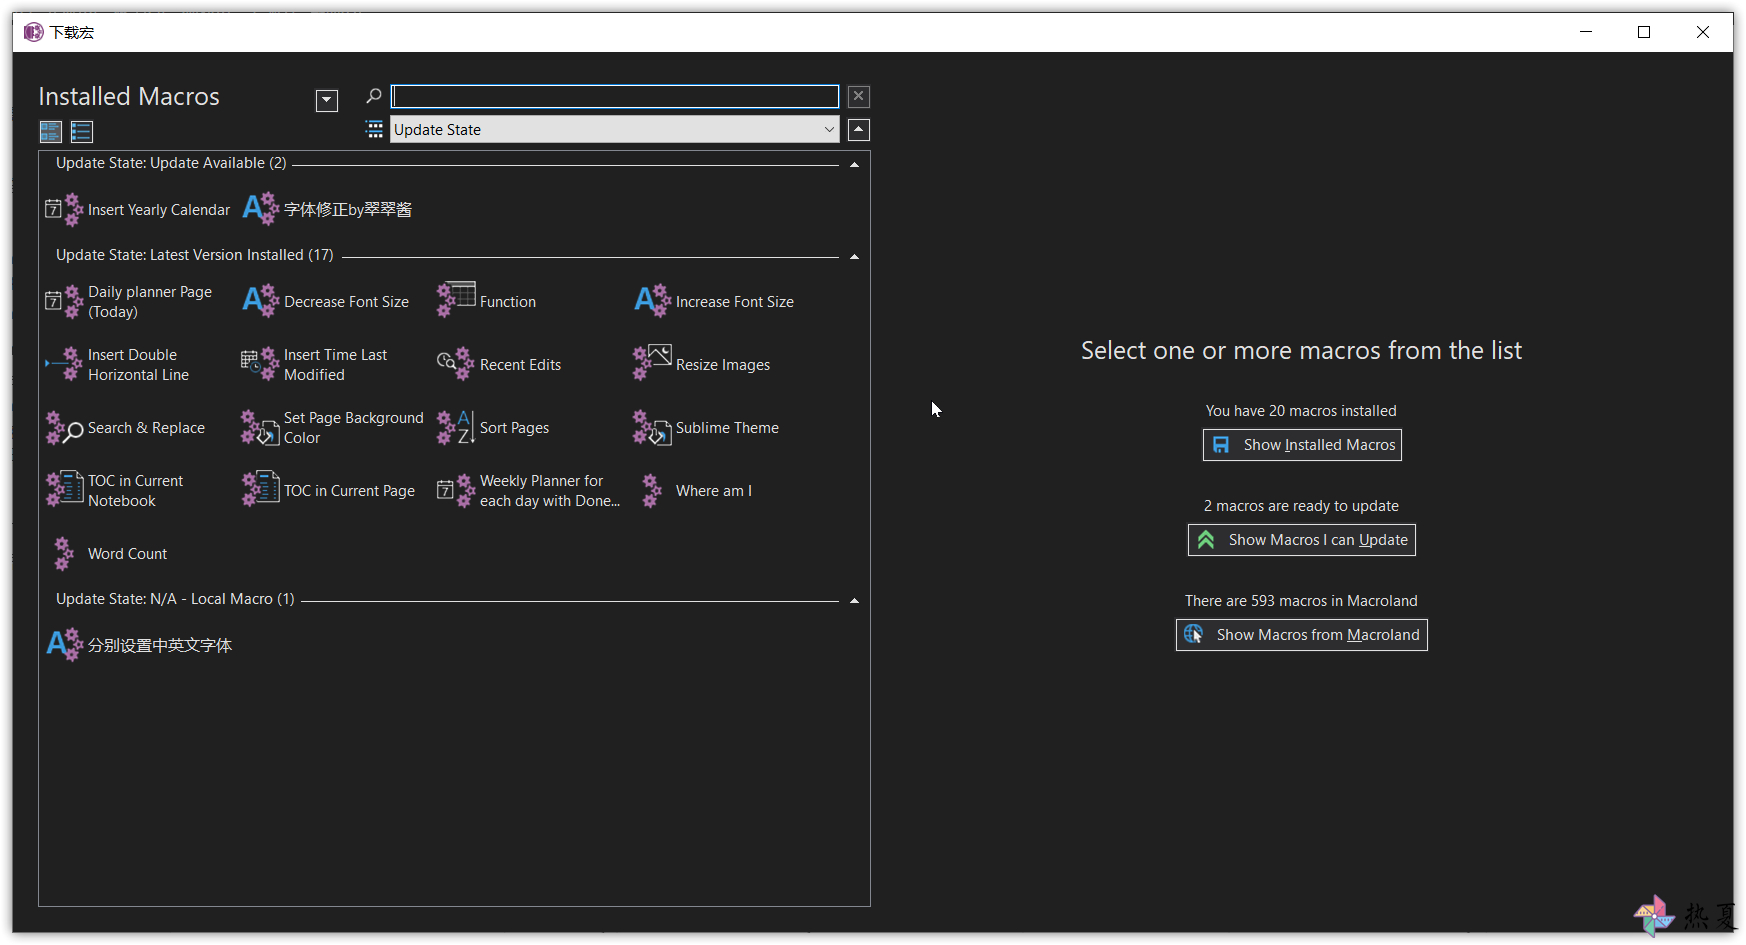 下载宏
Installed Macros
Update State
Update State: Update Available (2)
Insert Yearly Calendar
字体修正by翠翠酱
Update State: Latest Version Installed (17)
Daily planner Page
(Today)
Decrease Font Size
Function
Increase Font Size
Insert Double
Horizontal Line
Insert Time Last
Modified
Recent Edits
Resize Images
Search & Replace
Set Page Background
Color
Sort Pages
Sublime Theme
TOC in Current
Notebook
TOC in Current Page
Weekly Planner for
each day with Done...
Where am I
Word Count
Update State: N/A - Local Macro (1)
分别设置中英文字体
Select one or more macros from the list
You have 20 macros installed
Show Installed Macros
2 macros are ready to update
Show Macros I can Update
There are 593 macros in Macroland
Show Macros from Macroland
热夏